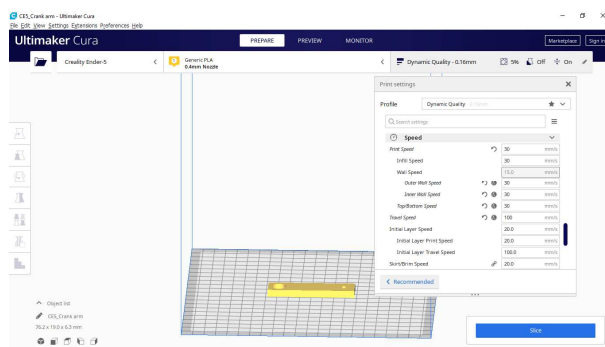 CES_Crank arm - Ultimaker Cura
File Edit View Settings Extensions Preferences Help
Ultimaker Cura
PREPARE PREVIEW MONITOR
Marketplace Sign in
Creality Ender-5
Generic PLA
0.4mm Nozzle
Dynamic Quality - 0.16mm
5% Off On
Print settings
Profile Dynamic Quality - 0.16mm
Search settings
Speed
Print Speed 30 mm/s
Infill Speed 30 mm/s
Wall Speed 15.0 mm/s
Outer Wall Speed 30 mm/s
Inner Wall Speed 30 mm/s
Top/Bottom Speed 30 mm/s
Travel Speed 100 mm/s
Initial Layer Speed 20.0 mm/s
Initial Layer Print Speed 20.0 mm/s
Initial Layer Travel Speed 100.0 mm/s
Skirt/Brim Speed 20.0 mm/s
Recommended
Object list
CES_Crank arm
76.2 x 19.0 x 6.3 mm
Slice